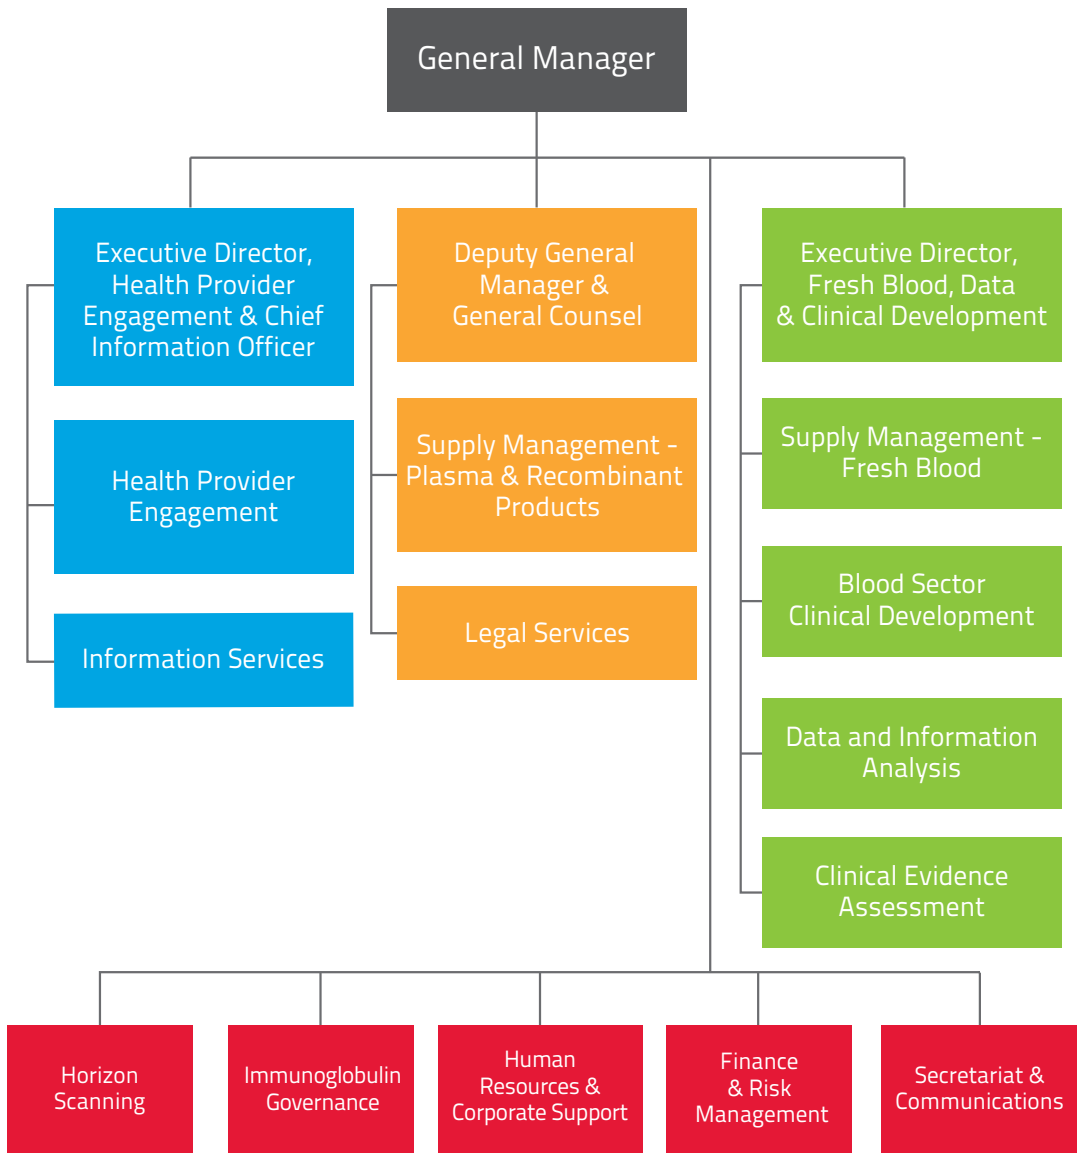 General Manager
Executive Director,
Health Provider
Engagement & Chief
Information Officer
Health Provider
Engagement
Information Services
Deputy General
Manager &
General Counsel
Supply Management -
Plasma & Recombinant
Products
Legal Services
Executive Director,
Fresh Blood, Data
& Clinical Development
Supply Management -
Fresh Blood
Blood Sector
Clinical Development
Data and Information
Analysis
Clinical Evidence
Assessment
Horizon
Scanning
Immunoglobulin
Governance
Human
Resources &
Corporate Support
Finance
& Risk
Management
Secretariat &
Communications